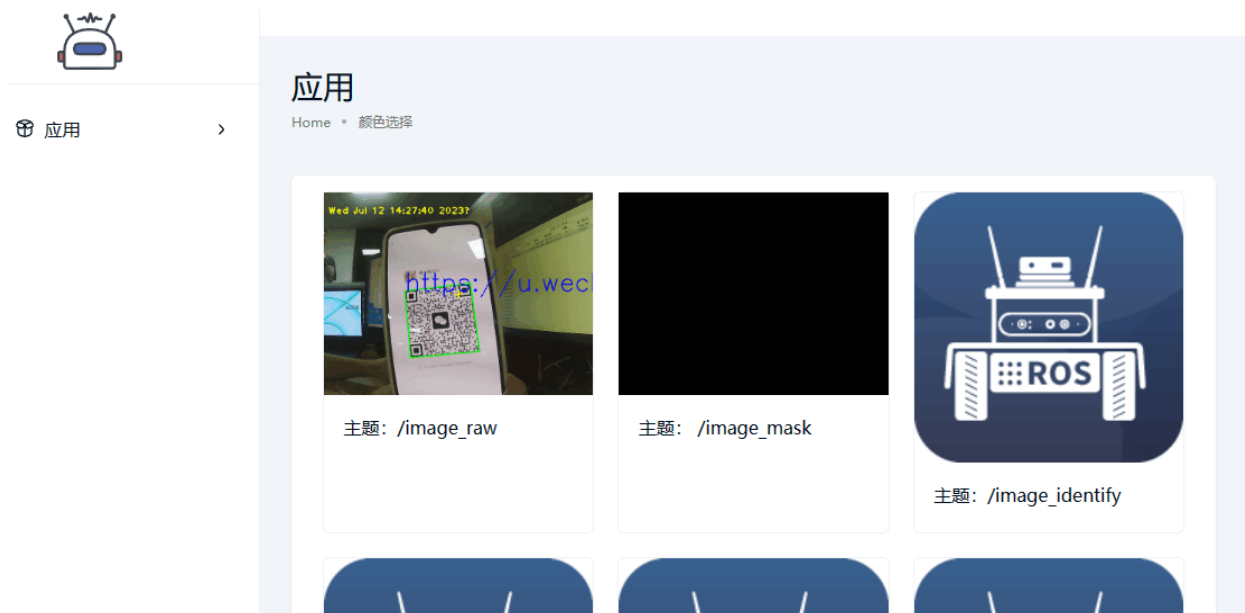 应用
应用
Home • 颜色选择
Wed Jul 12 14:27:40 2023?
https://u.wec
主题：/image_raw
主题： /image_mask
ROS
主题：/image_identify